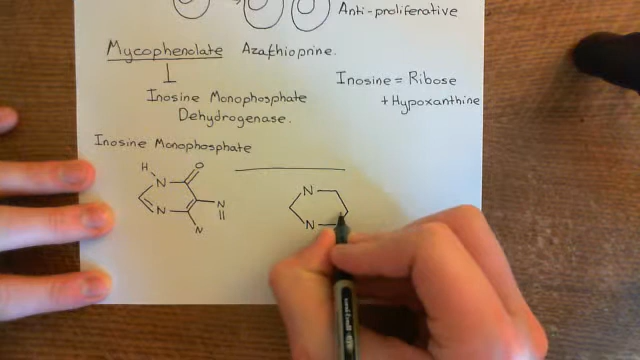 Anti-proliferative
Mycophenolate Azathioprine.
Inosine Monophosphate
Dehydrogenase.
Inosine = Ribose
+ Hypoxanthine
Inosine Monophosphate
H
O
N
N
N
N
N
N